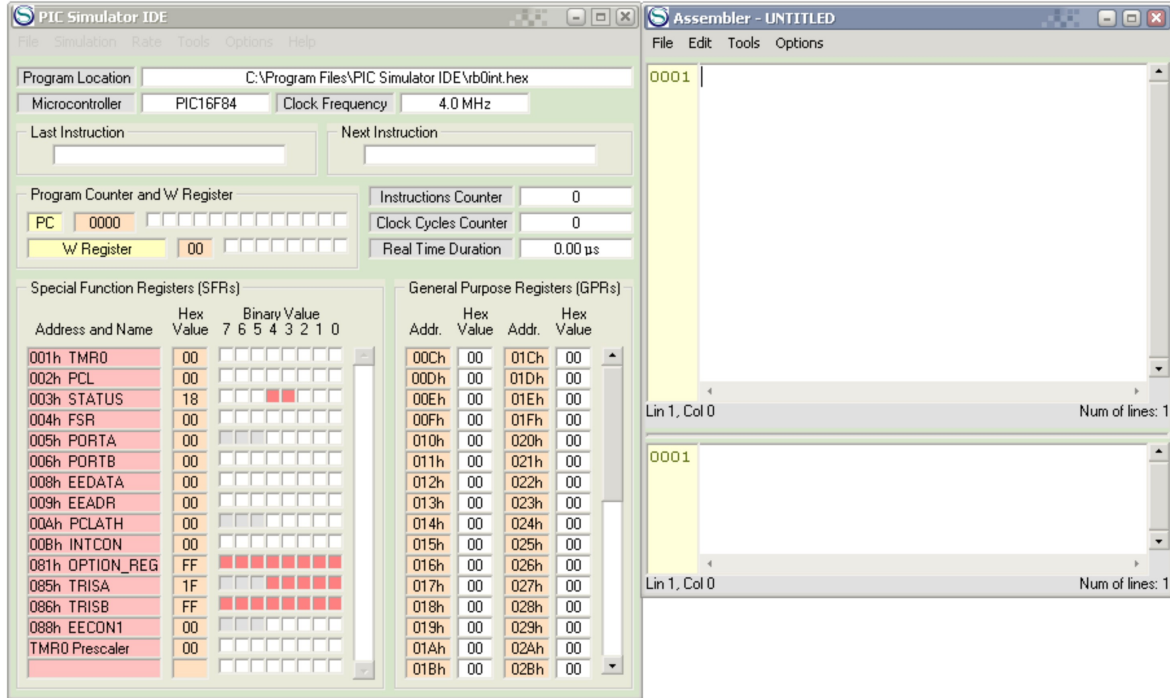 PIC Simulator IDE
File Simulation Rate Tools Options Help
Program Location C:\Program Files\PIC Simulator IDE\rb0int.hex
Microcontroller PIC16F84 Clock Frequency 4.0 MHz
Last Instruction Next Instruction
Program Counter and W Register
PC 0000
W Register 00
Instructions Counter 0
Clock Cycles Counter 0
Real Time Duration 0.00 µs
Special Function Registers (SFRs)
Hex Binary Value
Address and Name Value 7 6 5 4 3 2 1 0
001h TMR0 00
002h PCL 00
003h STATUS 18
004h FSR 00
005h PORTA 00
006h PORTB 00
008h EEDATA 00
009h EEADR 00
00Ah PCLATH 00
00Bh INTCON 00
081h OPTION_REG FF
085h TRISA 1F
086h TRISB FF
088h EECON1 00
TMR0 Prescaler 00
General Purpose Registers (GPRs)
Hex Hex
Addr. Value Addr. Value
00Ch 00 01Ch 00
00Dh 00 01Dh 00
00Eh 00 01Eh 00
00Fh 00 01Fh 00
010h 00 020h 00
011h 00 021h 00
012h 00 022h 00
013h 00 023h 00
014h 00 024h 00
015h 00 025h 00
016h 00 026h 00
017h 00 027h 00
018h 00 028h 00
019h 00 029h 00
01Ah 00 02Ah 00
01Bh 00 02Bh 00
Assembler - UNTITLED
File Edit Tools Options
0001
Lin 1, Col 0 Num of lines: 1
0001
Lin 1, Col 0 Num of lines: 1